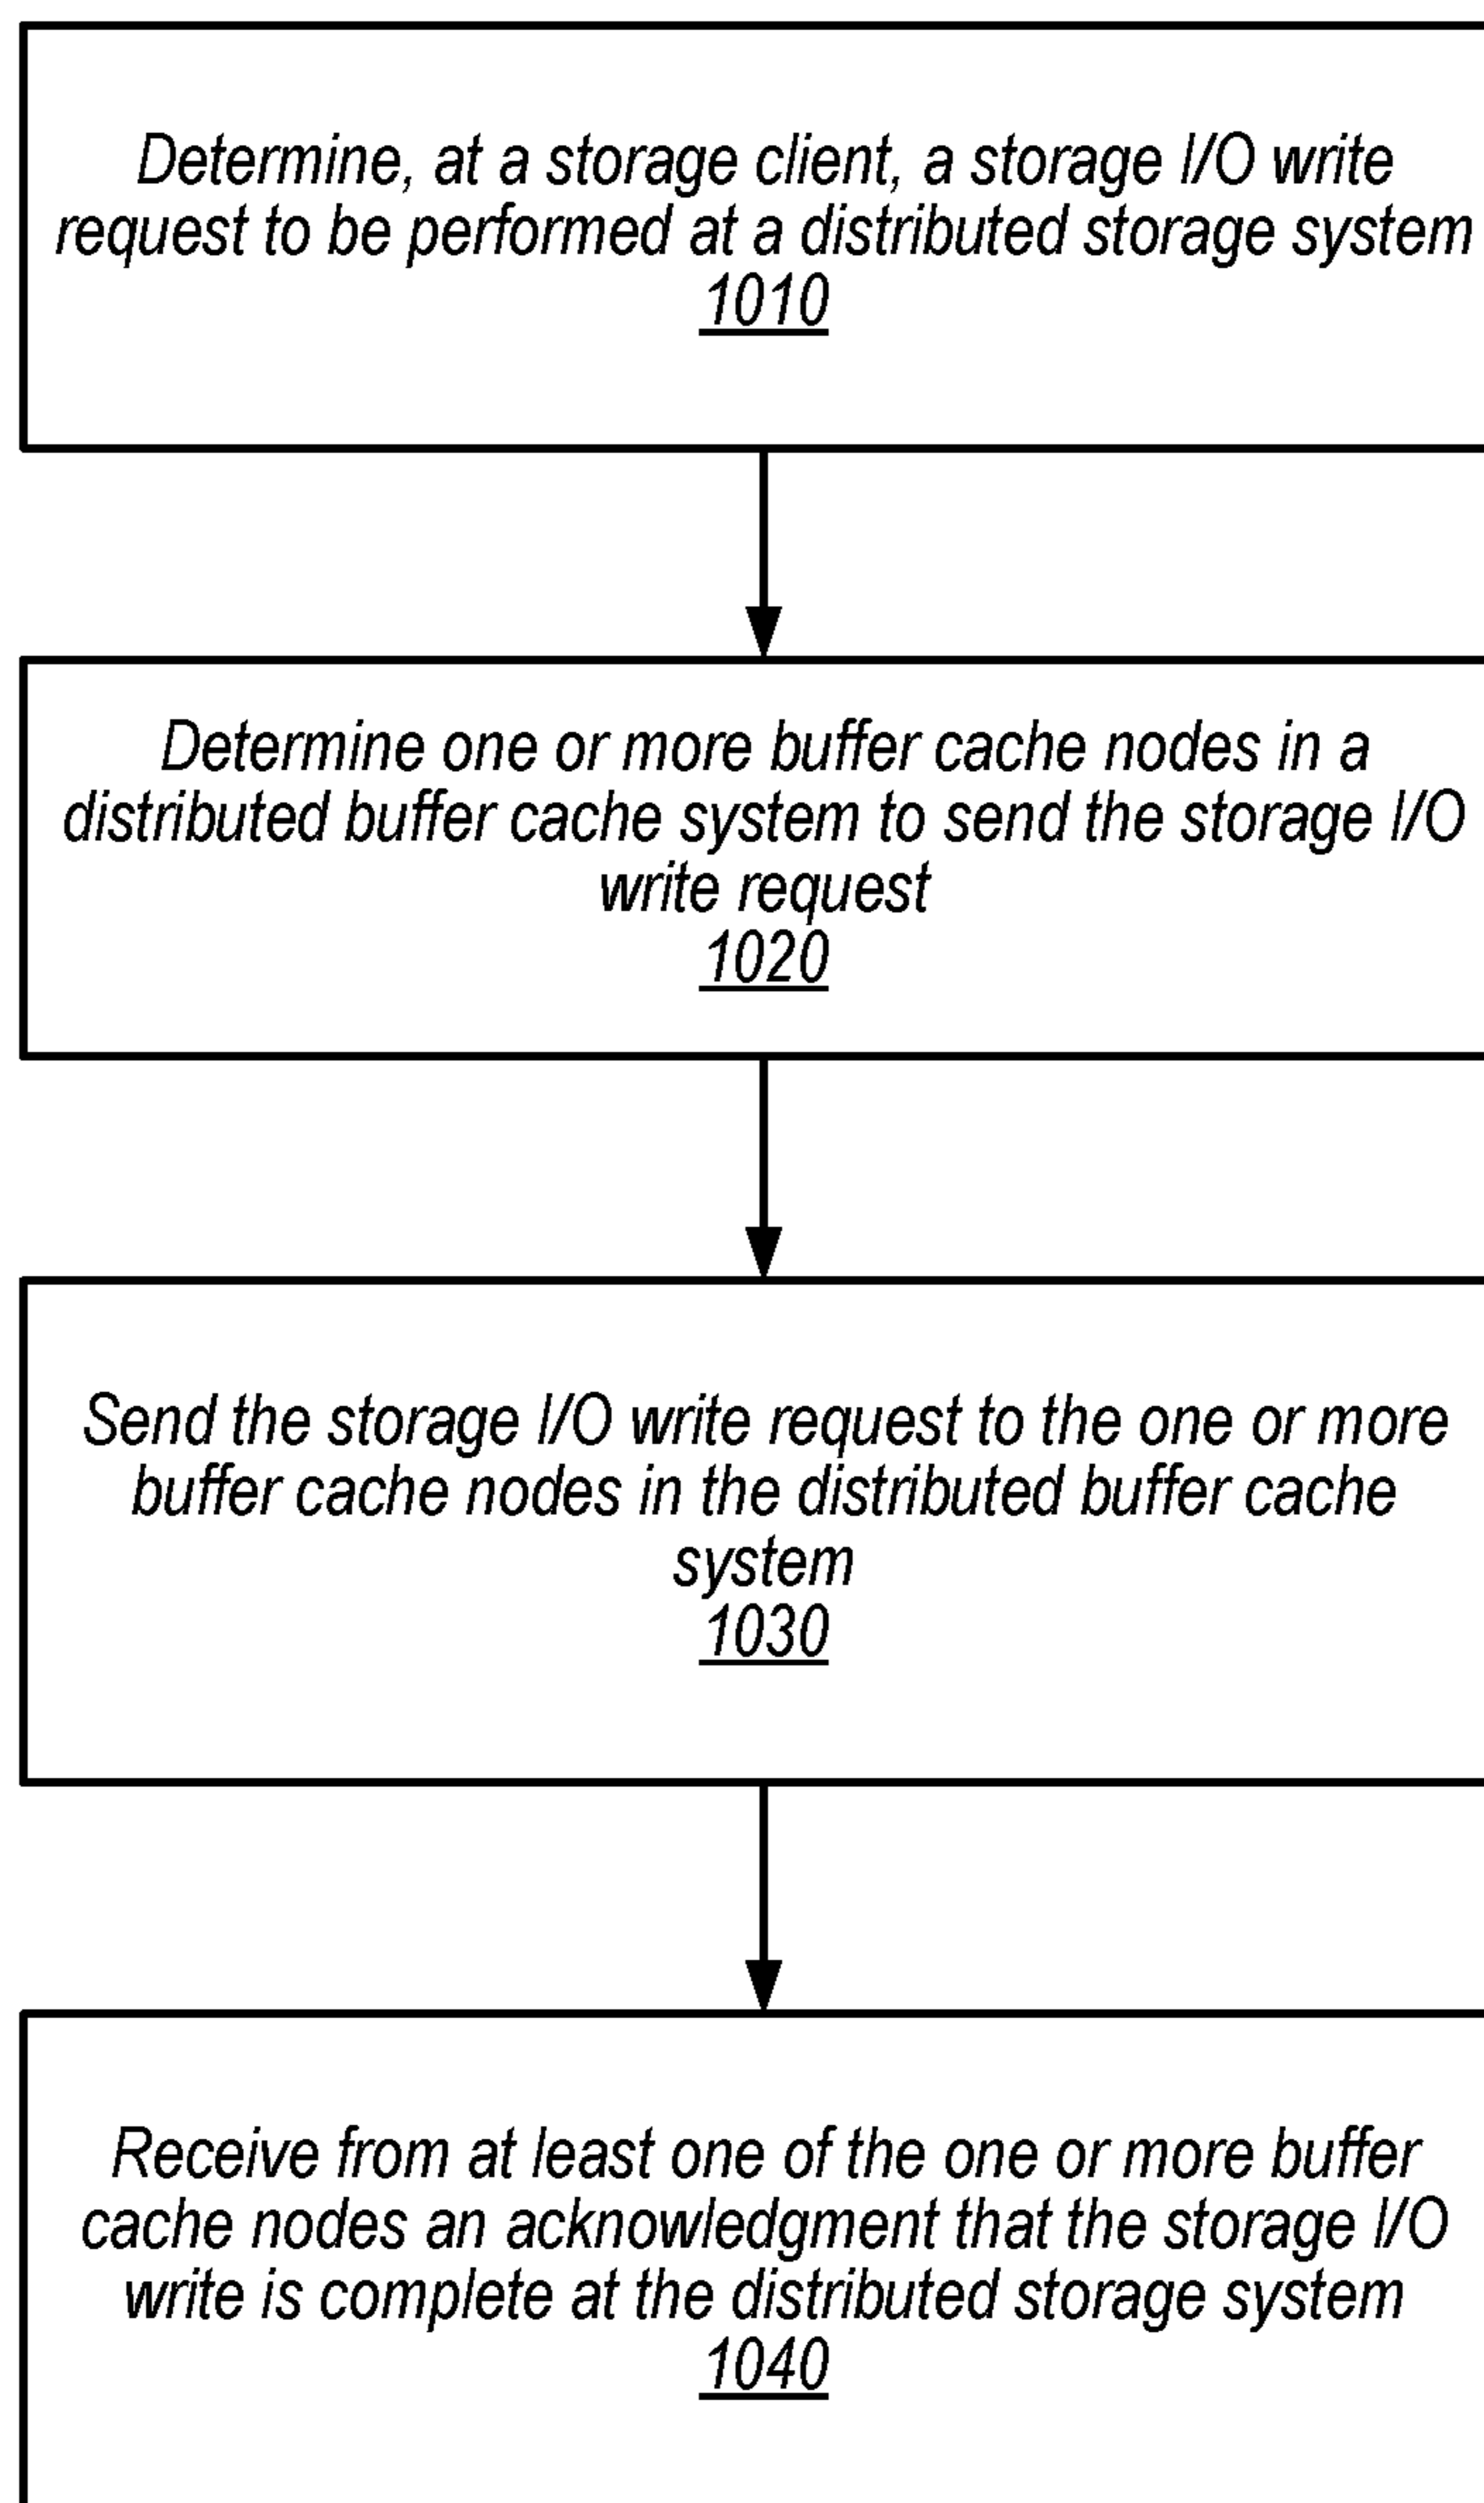 Determine, at a storage client, a storage I/O write
request to be performed at a distributed storage system
1010
Determine one or more buffer cache nodes in a
distributed buffer cache system to send the storage I/O
write request
1020
Send the storage I/O write request to the one or more
buffer cache nodes in the distributed buffer cache
system
1030
Receive from at least one of the one or more buffer
cache nodes an acknowledgment that the storage I/O
write is complete at the distributed storage system
1040